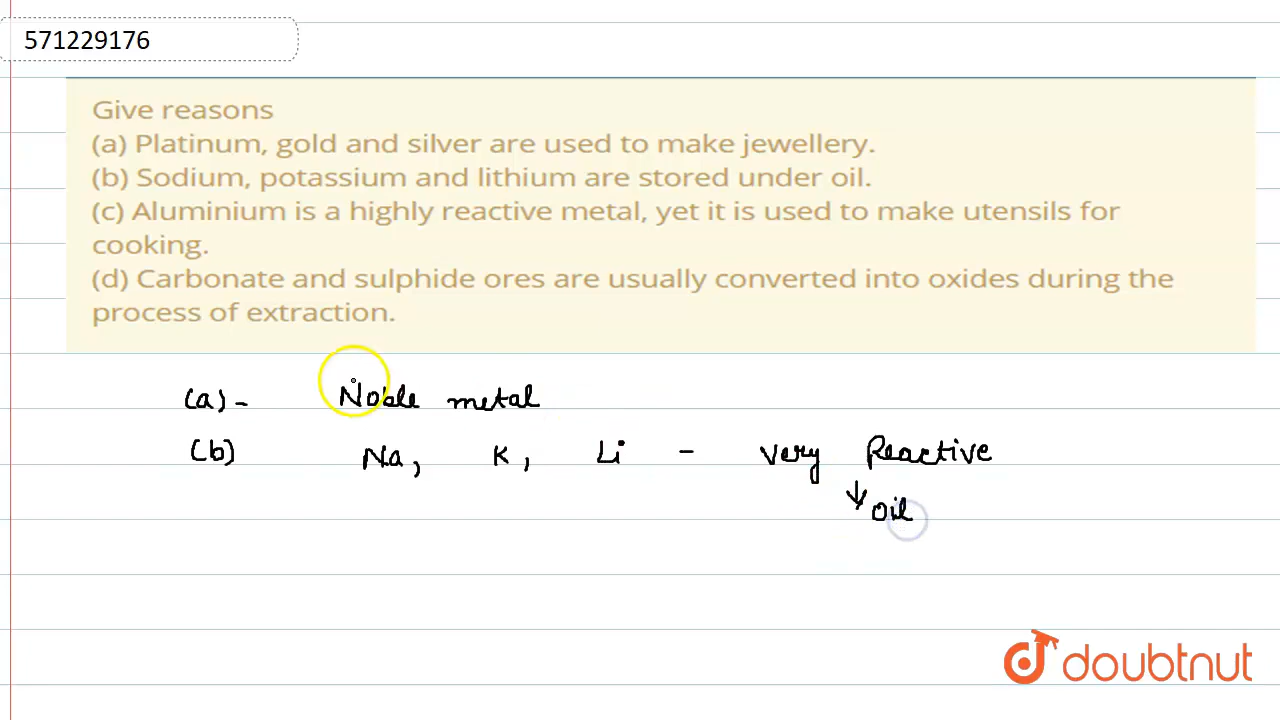 571229176
Give reasons
(a) Platinum, gold and silver are used to make jewellery.
(b) Sodium, potassium and lithium are stored under oil.
(c) Aluminium is a highly reactive metal, yet it is used to make utensils for
cooking.
(d) Carbonate and sulphide ores are usually converted into oxides during the
process of extraction.
(a) - Noble metal
(b) Na, K, Li - very Reactive
↓ Oil
doubtnut